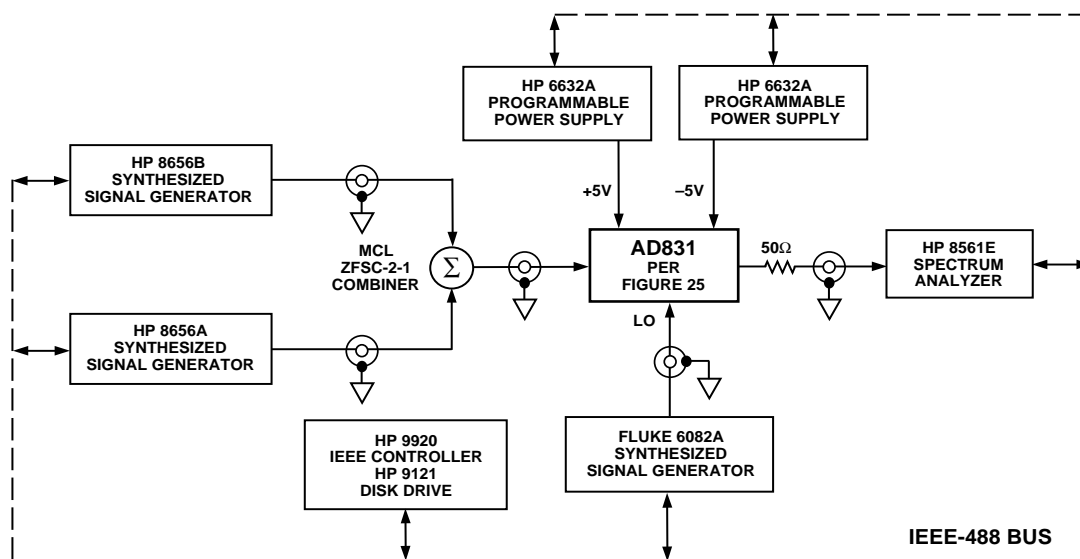 HP 6632A
PROGRAMMABLE
POWER SUPPLY
HP 6632A
PROGRAMMABLE
POWER SUPPLY
HP 8656B
SYNTHESIZED
SIGNAL GENERATOR
+5V
–5V
MCL
ZFSC-2-1
COMBINER
Σ
AD831
PER
FIGURE 25
50Ω
HP 8561E
SPECTRUM
ANALYZER
HP 8656A
SYNTHESIZED
SIGNAL GENERATOR
LO
HP 9920
IEEE CONTROLLER
HP 9121
DISK DRIVE
FLUKE 6082A
SYNTHESIZED
SIGNAL GENERATOR
IEEE-488 BUS